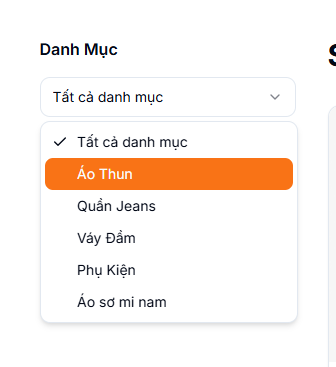 Danh Mục
Tất cả danh mục
Tất cả danh mục
Áo Thun
Quần Jeans
Váy Đầm
Phụ Kiện
Áo sơ mi nam